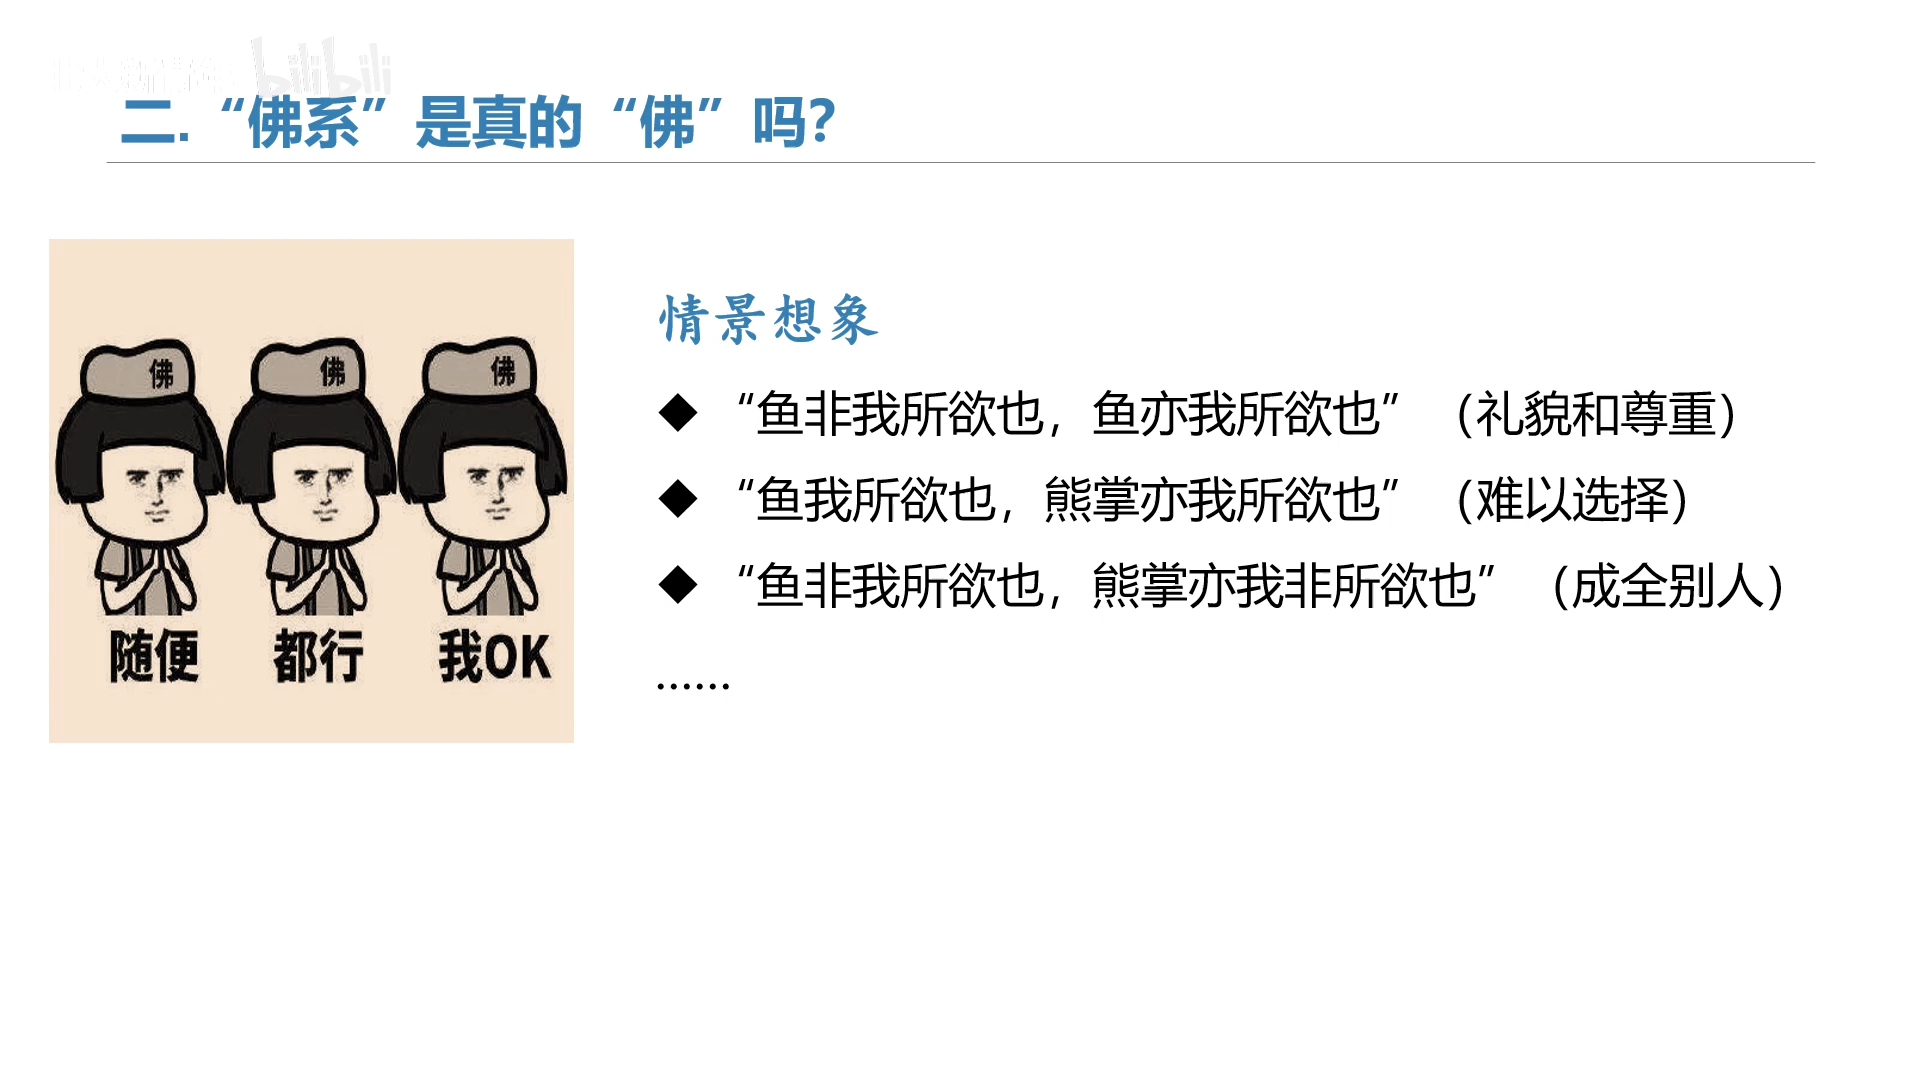 bilibili
二.“佛系”是真的“佛”吗？
佛 佛 佛
随便 都行 我OK
情景想象
◆ “鱼非我所欲也，鱼亦我所欲也”（礼貌和尊重）
◆ “鱼我所欲也，熊掌亦我所欲也”（难以选择）
◆ “鱼非我所欲也，熊掌亦我非所欲也”（成全别人）
……